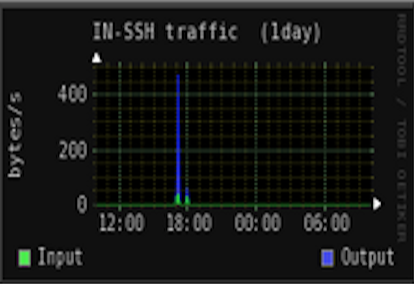 IN-SSH traffic (1day)
RRDTOOL / TOBI OETIKER
bytes/s
400
200
0
12:00 18:00 00:00 06:00
Input Output